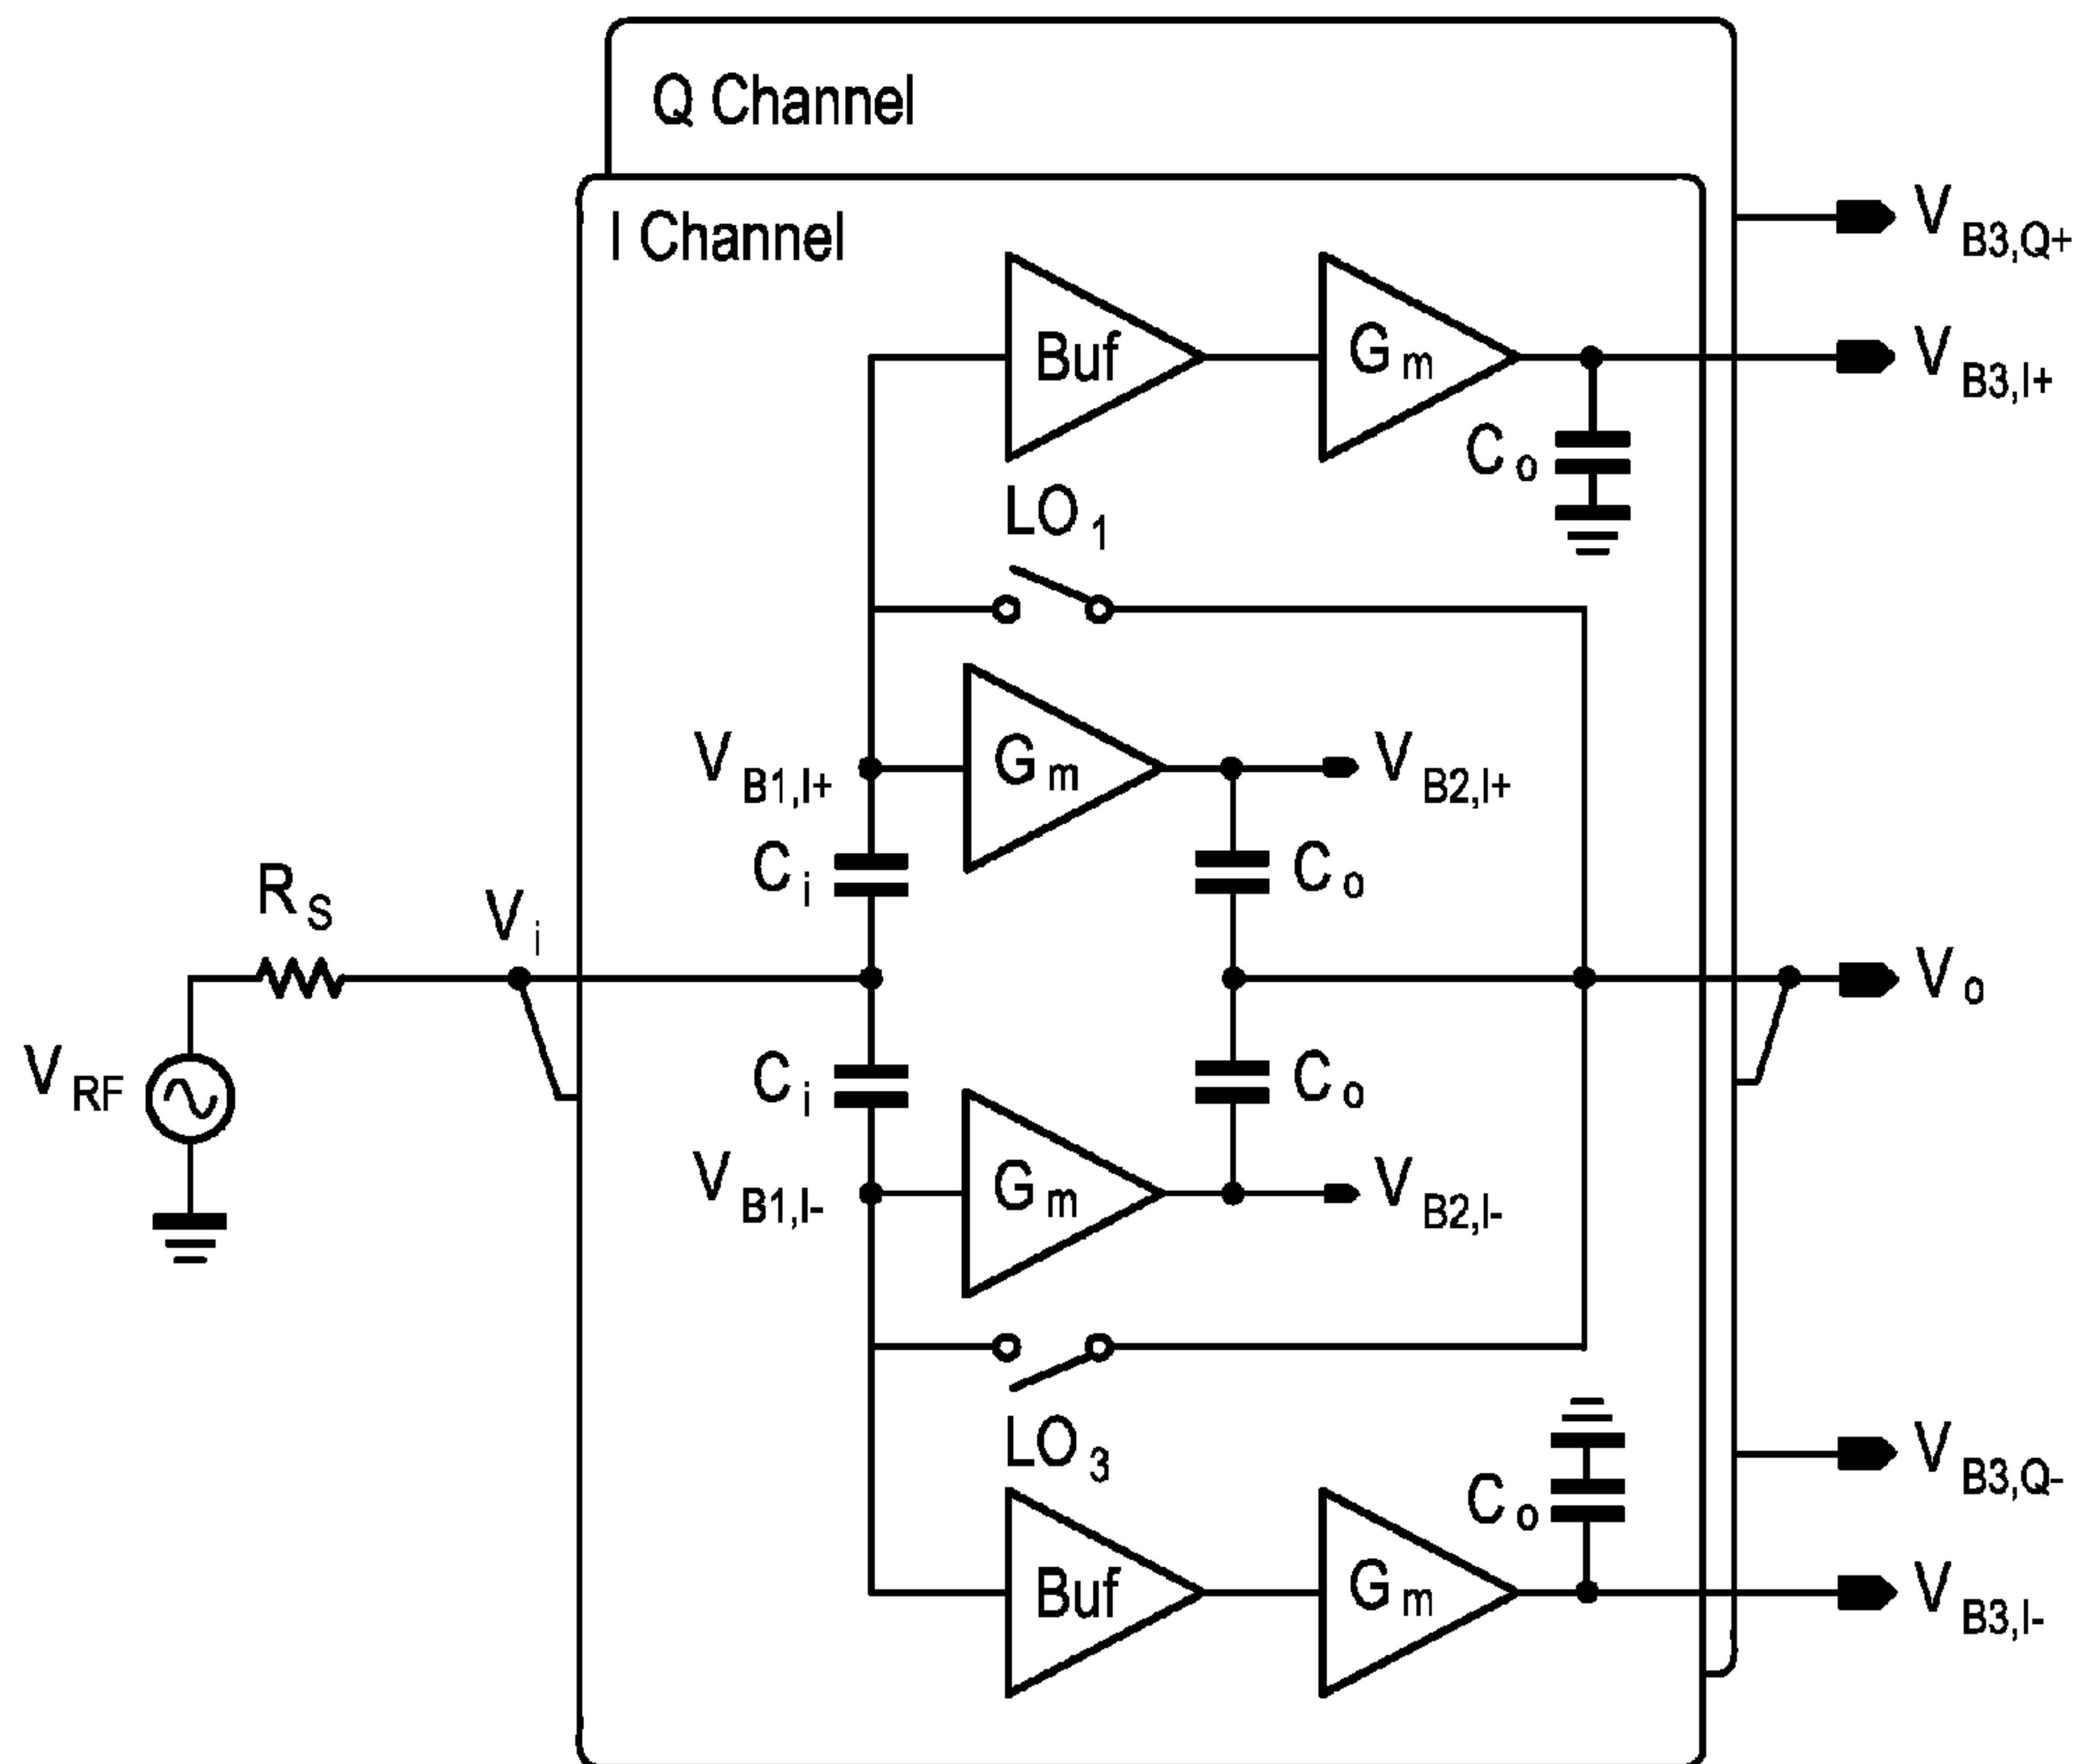 Q Channel
I Channel
V B3,Q+
V B3,I+
Buf
G m
C o
LO 1
V B1,I+
G m
V B2,I+
C i
C o
R S
V i
V o
V RF
C i
C o
V B1,I-
G m
V B2,I-
LO 3
C o
V B3,Q-
Buf
G m
V B3,I-